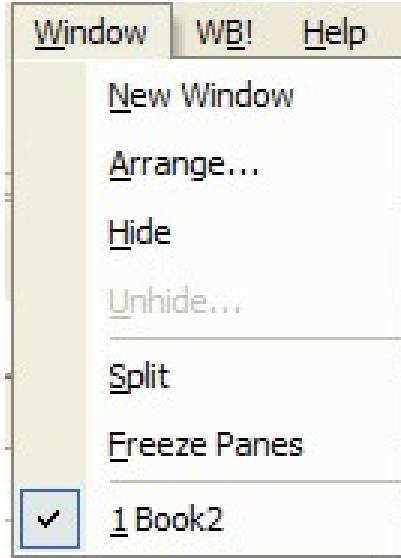 Window WB! Help
New Window
Arrange...
Hide
Unhide...
Split
Freeze Panes
1 Book2